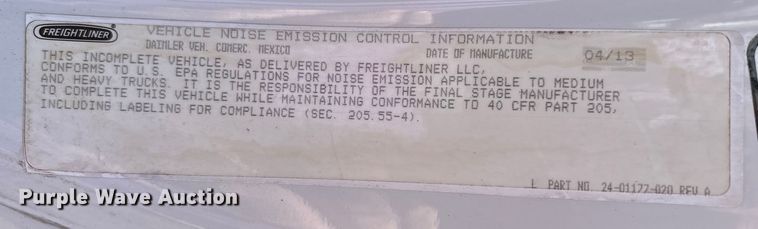 FREIGHTLINER
VEHICLE NOISE EMISSION CONTROL INFORMATION
DAIMLER VEH. COMERC. MEXICO DATE OF MANUFACTURE 04/13
THIS INCOMPLETE VEHICLE, AS DELIVERED BY FREIGHTLINER LLC,
CONFORMS TO U.S. EPA REGULATIONS FOR NOISE EMISSION APPLICABLE TO MEDIUM
AND HEAVY TRUCKS. IT IS THE RESPONSIBILITY OF THE FINAL STAGE MANUFACTURER
TO COMPLETE THIS VEHICLE WHILE MAINTAINING CONFORMANCE TO 40 CFR PART 205,
INCLUDING LABELING FOR COMPLIANCE (SEC. 205.55-4).
PART NO. 24-01177-020 REV A
Purple Wave Auction